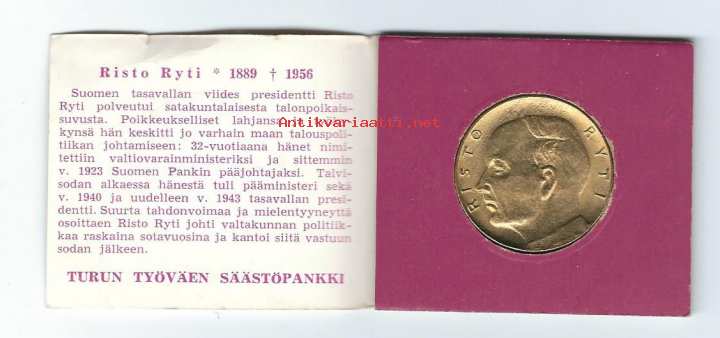 Risto Ryti * 1889 † 1956
Suomen tasavallan viides presidentti Risto
Ryti polveutui satakuntalaisesta talonpoikais-
suvusta. Poikkeukselliset lahjansa
kynsä hän keskitti jo varhain maan talouspoli-
tiikan johtamiseen: 32-vuotiaana hänet nimi-
tettiin valtiovarainministeriksi ja sittemmin
v. 1923 Suomen Pankin pääjohtajaksi. Talvi-
sodan alkaessa hänestä tuli pääministeri sekä
v. 1940 ja uudelleen v. 1943 tasavallan presi-
dentti. Suurta tahdonvoimaa ja mielentyyneyttä
osoittaen Risto Ryti johti valtakunnan politiik-
kaa raskaina sotavuosina ja kantoi siitä vastuun
sodan jälkeen.
TURUN TYÖVÄEN SÄÄSTÖPANKKI
Antikvariaatti.net
RISTO RYTI